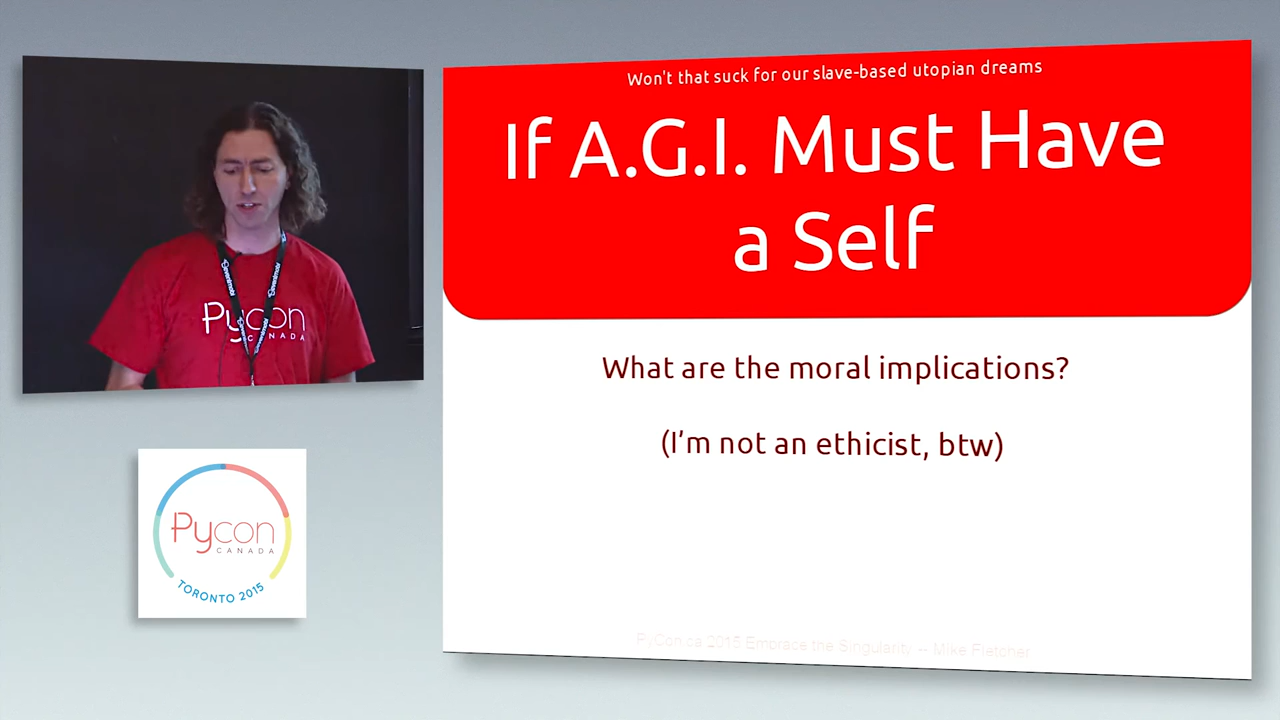 Won't that suck for our slave-based utopian dreams
If A.G.I. Must Have
a Self
What are the moral implications?
(I'm not an ethicist, btw)
PyCon.ca 2015 Embrace the Singularity -- Mike Fletcher
Pycon
CANADA
Pycon
CANADA
TORONTO 2015